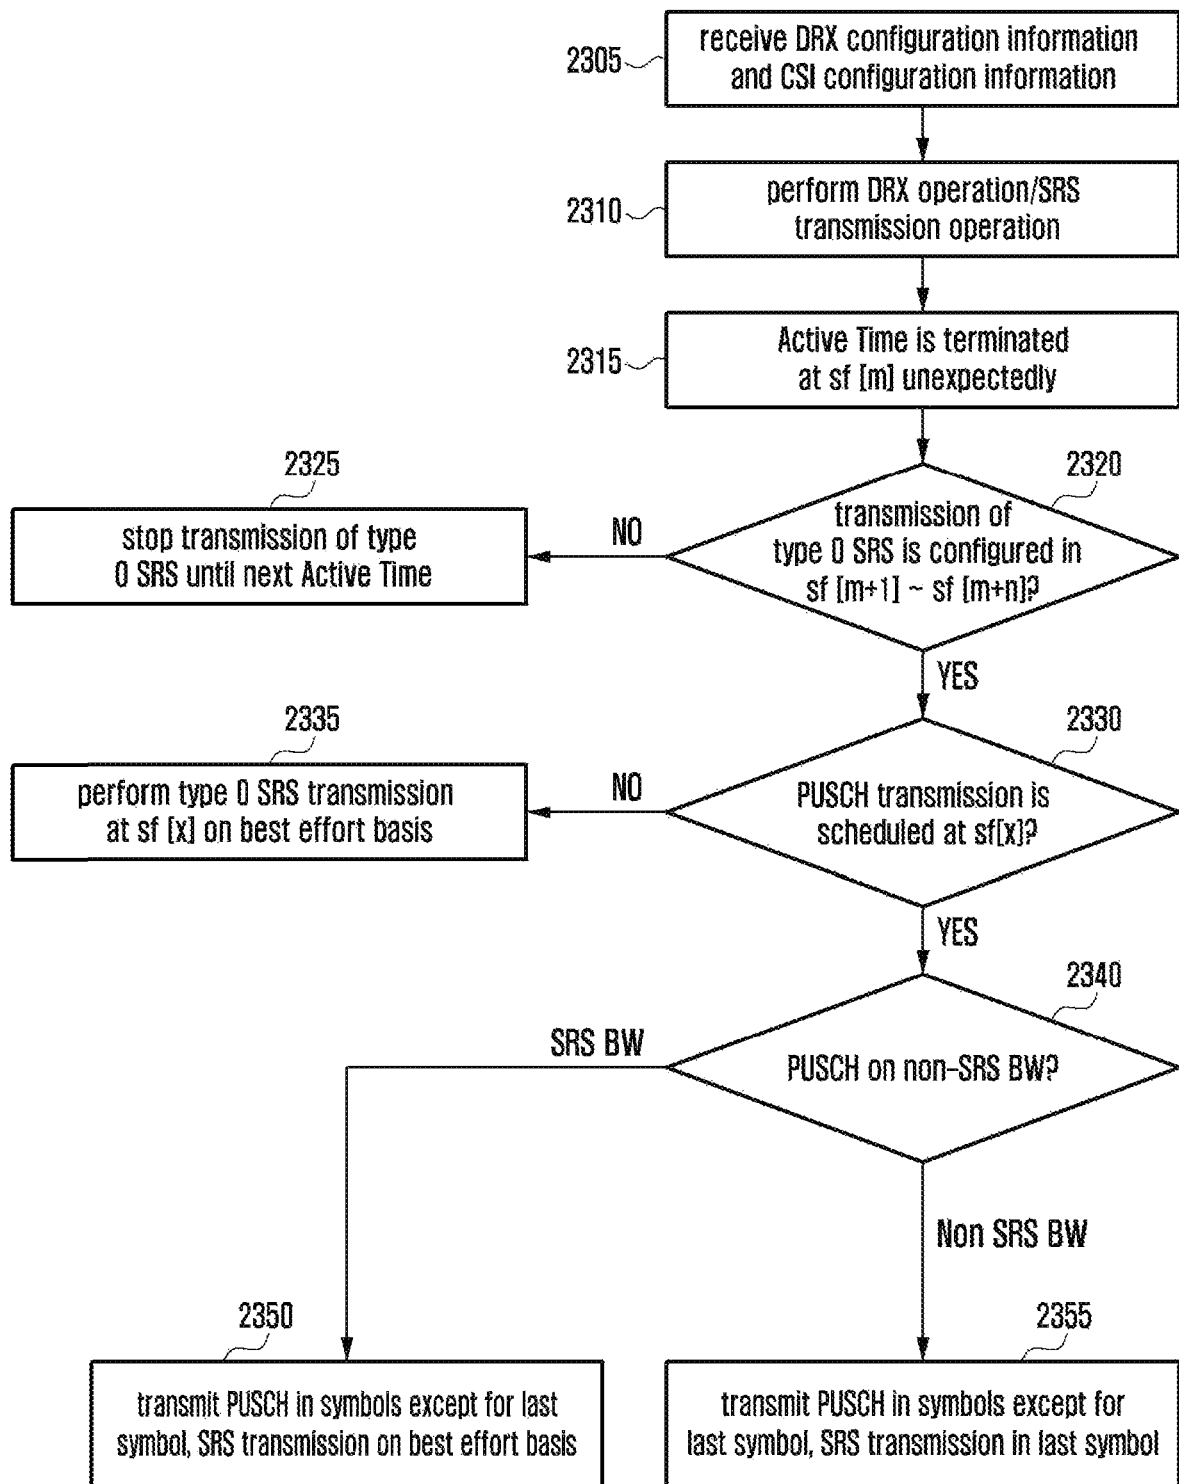 2305
receive DRX configuration information
and CSI configuration information
2310
perform DRX operation/SRS
transmission operation
2315
Active Time is terminated
at sf [m] unexpectedly
2320
transmission of
type 0 SRS is configured in
sf [m+1] ~ sf [m+n]?
NO
2325
stop transmission of type
0 SRS until next Active Time
YES
2330
PUSCH transmission is
scheduled at sf[x]?
NO
2335
perform type 0 SRS transmission
at sf [x] on best effort basis
YES
2340
PUSCH on non-SRS BW?
SRS BW
Non SRS BW
2350
transmit PUSCH in symbols except for last
symbol, SRS transmission on best effort basis
2355
transmit PUSCH in symbols except for
last symbol, SRS transmission in last symbol